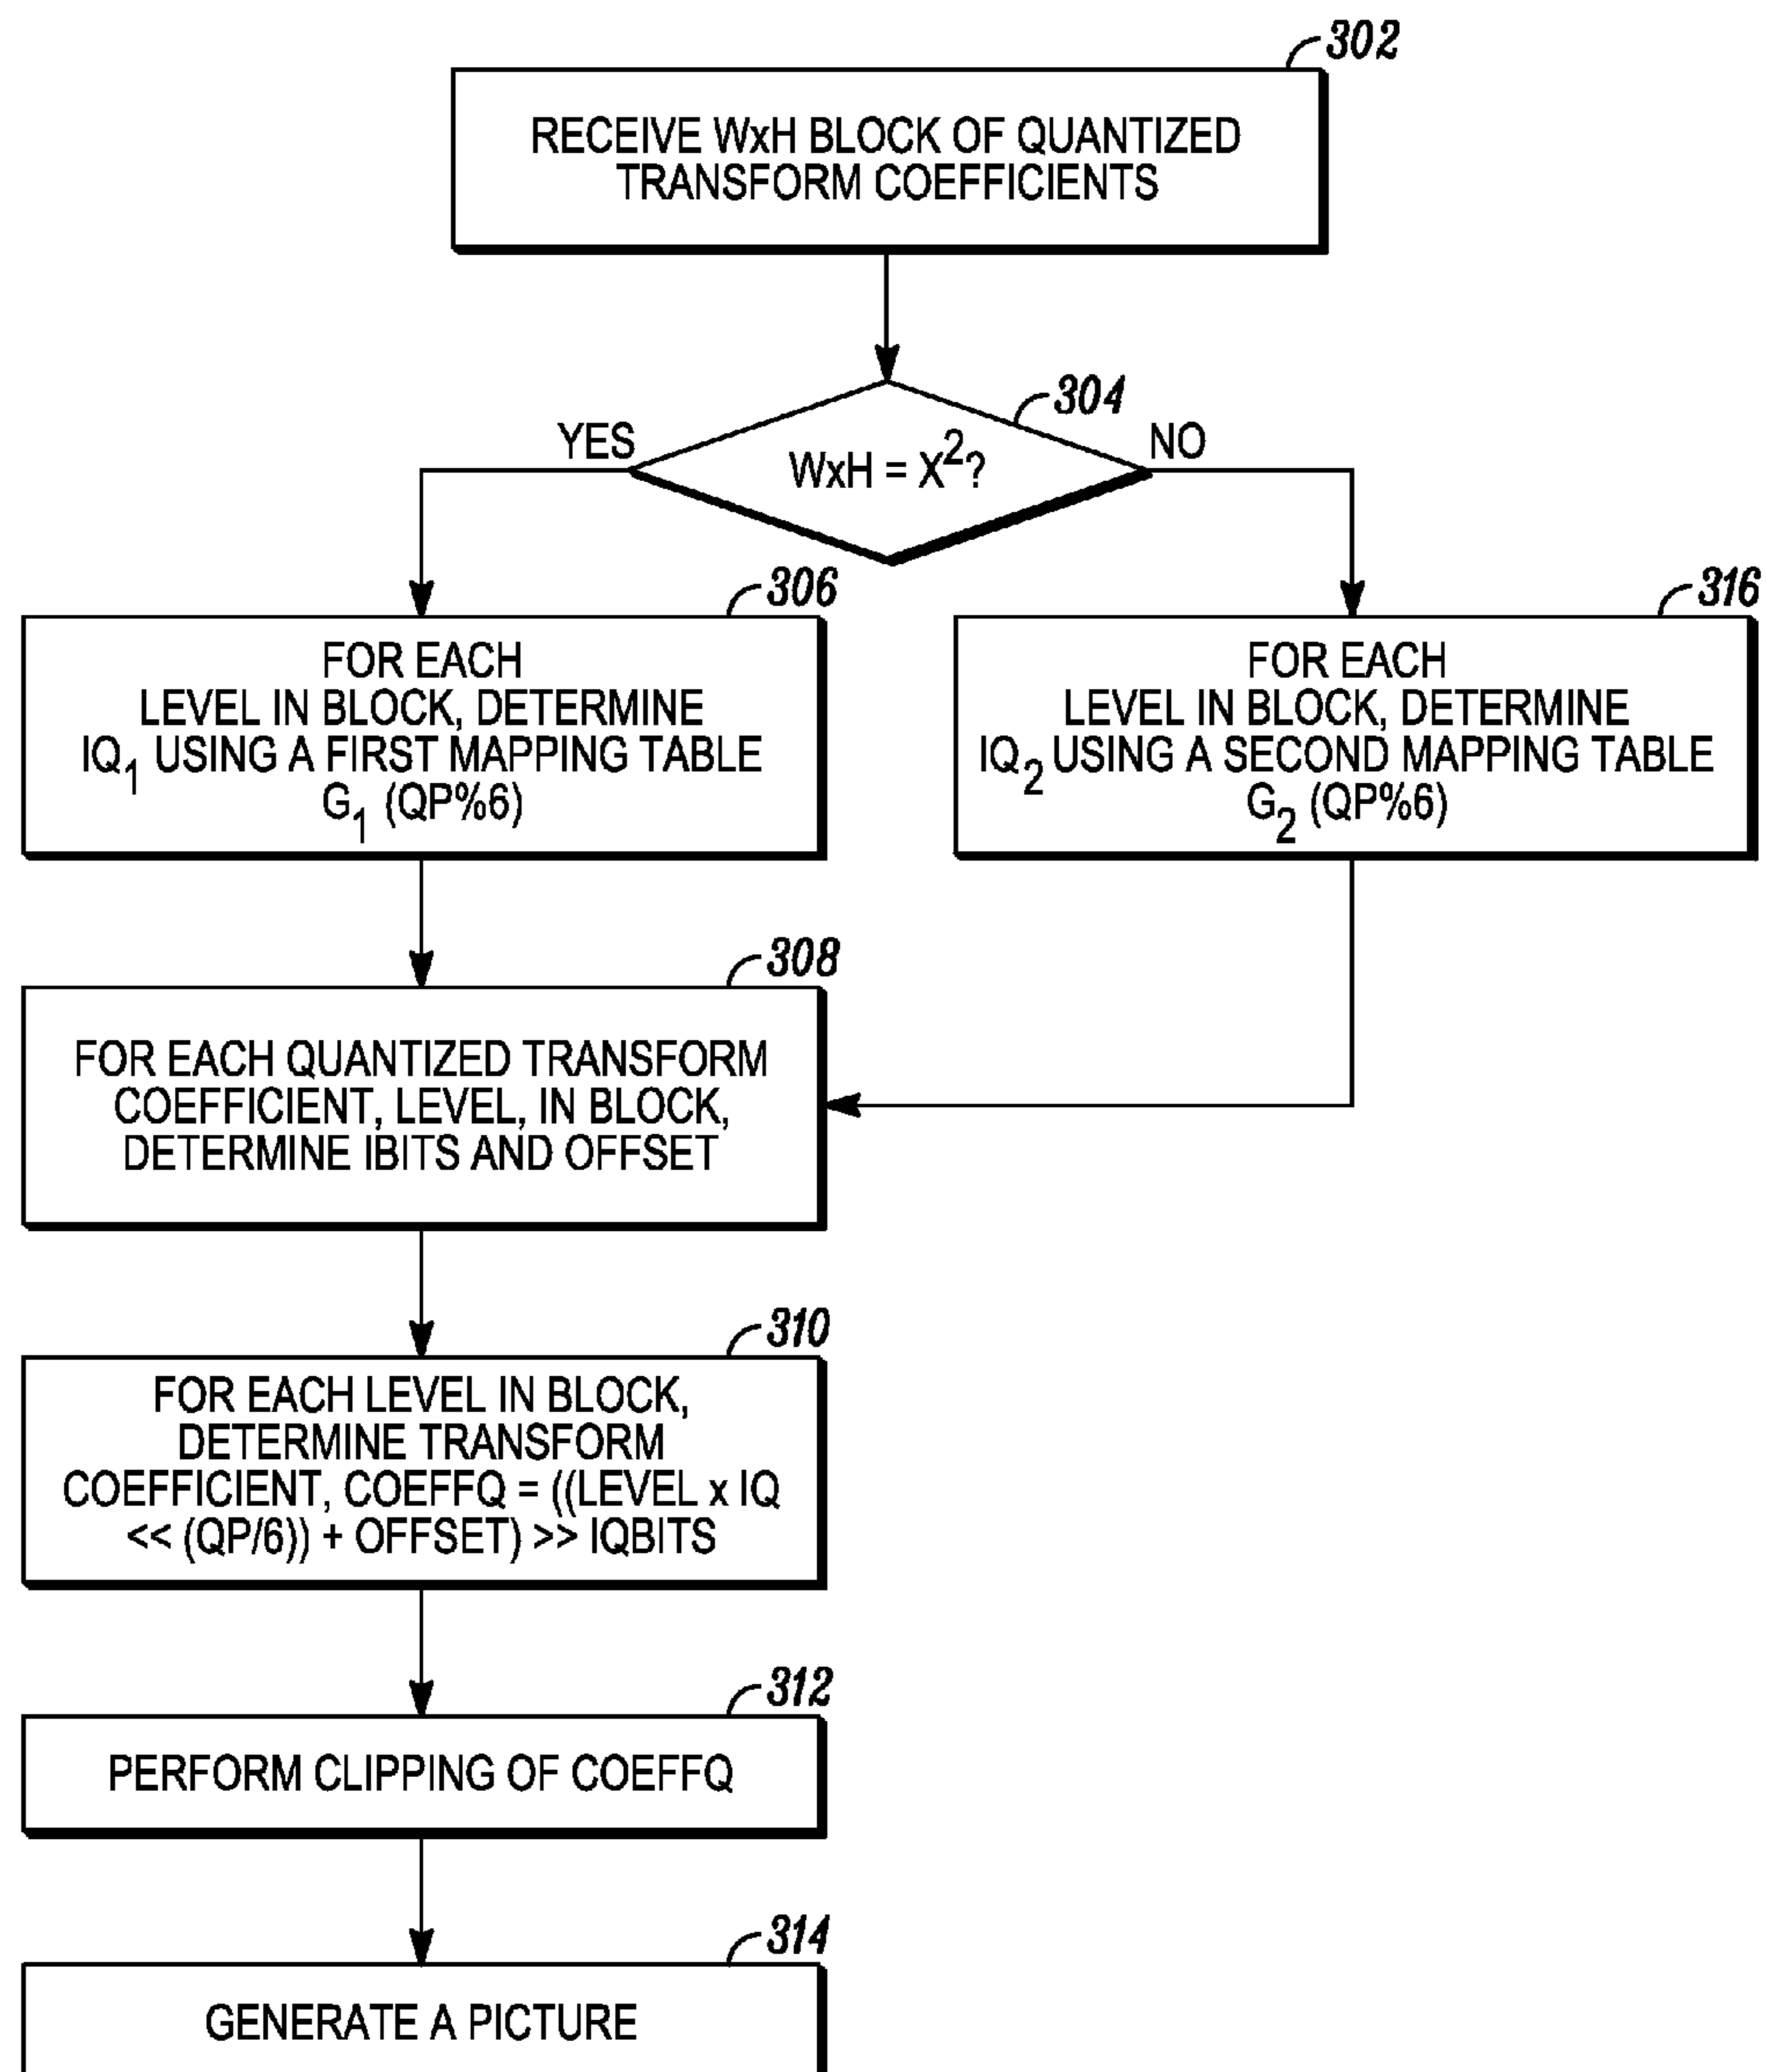 302
RECEIVE WxH BLOCK OF QUANTIZED
TRANSFORM COEFFICIENTS
304
YES
WxH = X²?
NO
306
FOR EACH
LEVEL IN BLOCK, DETERMINE
IQ₁ USING A FIRST MAPPING TABLE
G₁ (QP%6)
316
FOR EACH
LEVEL IN BLOCK, DETERMINE
IQ₂ USING A SECOND MAPPING TABLE
G₂ (QP%6)
308
FOR EACH QUANTIZED TRANSFORM
COEFFICIENT, LEVEL, IN BLOCK,
DETERMINE IBITS AND OFFSET
310
FOR EACH LEVEL IN BLOCK,
DETERMINE TRANSFORM
COEFFICIENT, COEFFQ = ((LEVEL x IQ
<< (QP/6)) + OFFSET) >> IQBITS
312
PERFORM CLIPPING OF COEFFQ
314
GENERATE A PICTURE